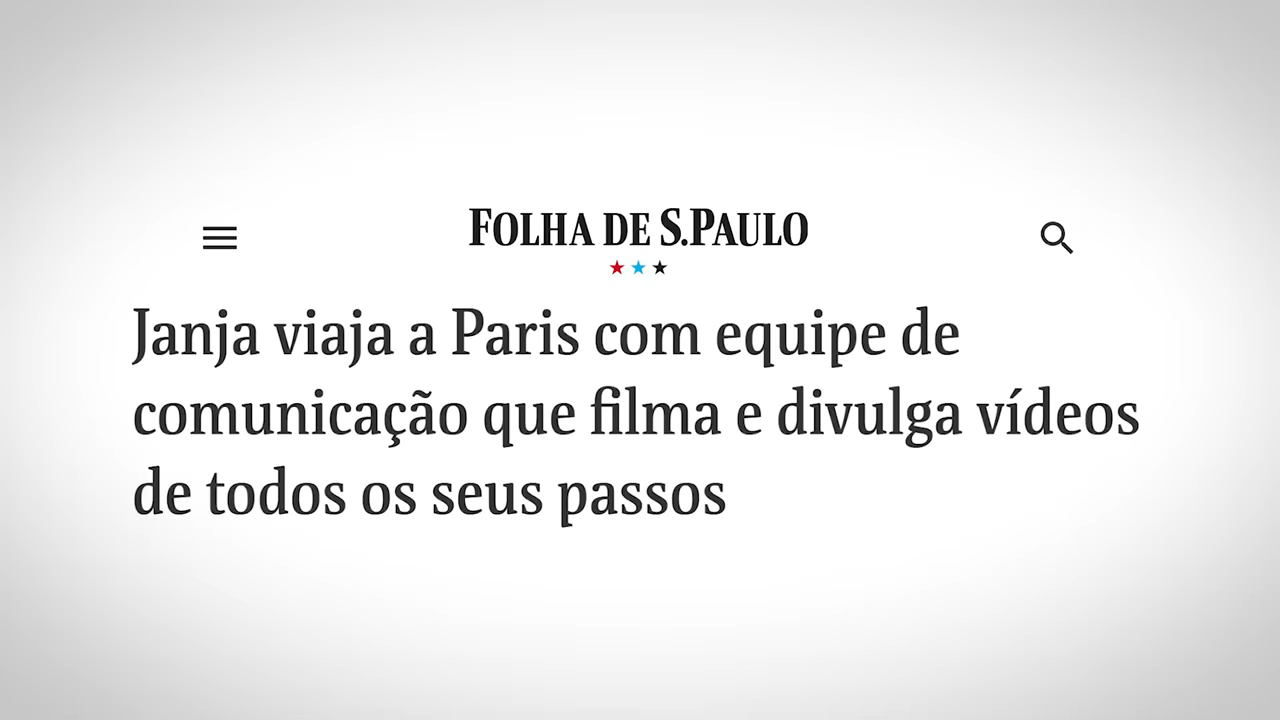 FOLHA DE S.PAULO
Janja viaja a Paris com equipe de
comunicação que filma e divulga vídeos
de todos os seus passos